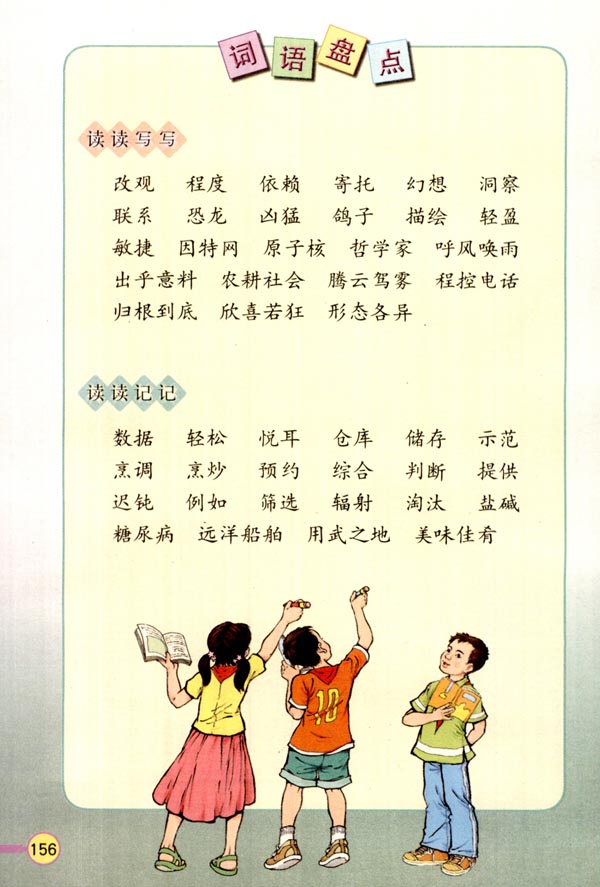 词语盘点
读读写写
改观 程度 依赖 寄托 幻想 洞察
联系 恐龙 凶猛 鸽子 描绘 轻盈
敏捷 因特网 原子核 哲学家 呼风唤雨
出乎意料 农耕社会 腾云驾雾 程控电话
归根到底 欣喜若狂 形态各异
读读记记
数据 轻松 悦耳 仓库 储存 示范
烹调 烹炒 预约 综合 判断 提供
迟钝 例如 筛选 辐射 淘汰 盐碱
糖尿病 远洋船舶 用武之地 美味佳肴
10
156